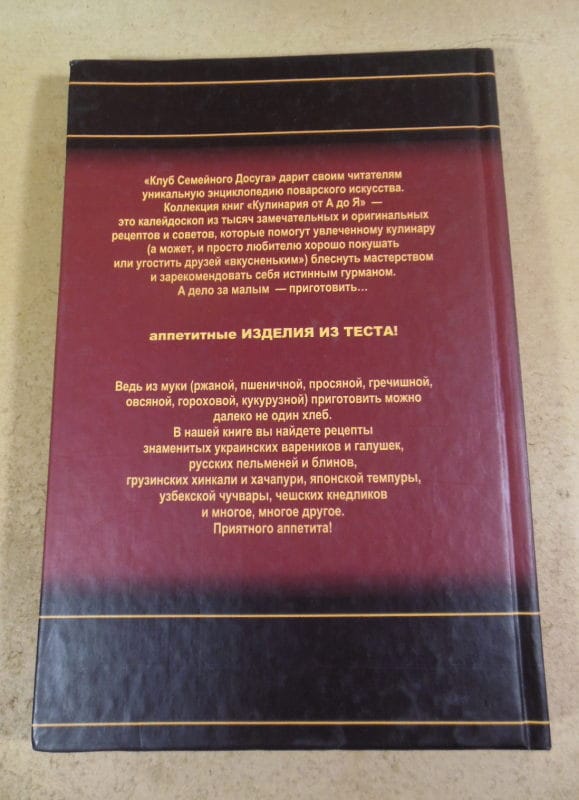 «Клуб Семейного Досуга» дарит своим читателям
уникальную энциклопедию поварского искусства.
Коллекция книг «Кулинария от А до Я» —
это калейдоскоп из тысяч замечательных и оригинальных
рецептов и советов, которые помогут увлеченному кулинару
(а может, и просто любителю хорошо покушать
или угостить друзей «вкусненьким») блеснуть мастерством
и зарекомендовать себя истинным гурманом.
А дело за малым — приготовить...
аппетитные ИЗДЕЛИЯ ИЗ ТЕСТА!
Ведь из муки (ржаной, пшеничной, просяной, гречишной,
овсяной, гороховой, кукурузной) приготовить можно
далеко не один хлеб.
В нашей книге вы найдете рецепты
знаменитых украинских вареников и галушек,
русских пельменей и блинов,
грузинских хинкали и хачапури, японской темпуры,
узбекской чучвары, чешских кнедликов
и многое, многое другое.
Приятного аппетита!